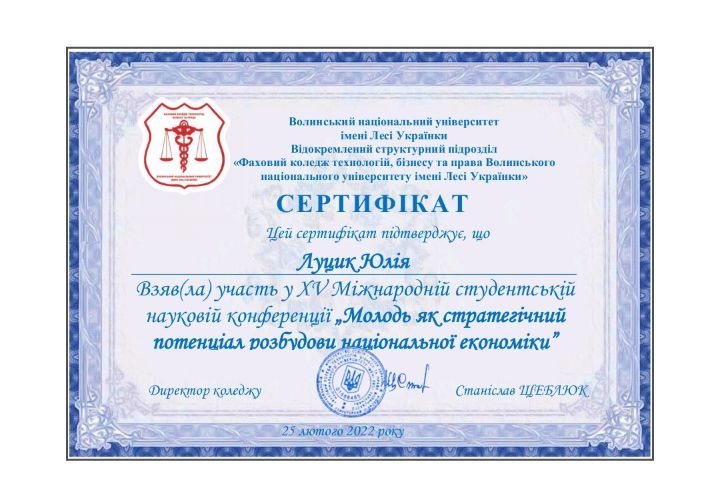 Волинський національний університет
імені Лесі Українки
Відокремлений структурний підрозділ
«Фаховий коледж технологій, бізнесу та права Волинського
національного університету імені Лесі Українки»
СЕРТИФІКАТ
Цей сертифікат підтверджує, що
Луцик Юлія
Взяв(ла) участь у XV Міжнародній студентській
науковій конференції „Молодь як стратегічний
потенціал розбудови національної економіки”
Директор коледжу
Станіслав ЩЕБЛЮК
25 лютого 2022 року